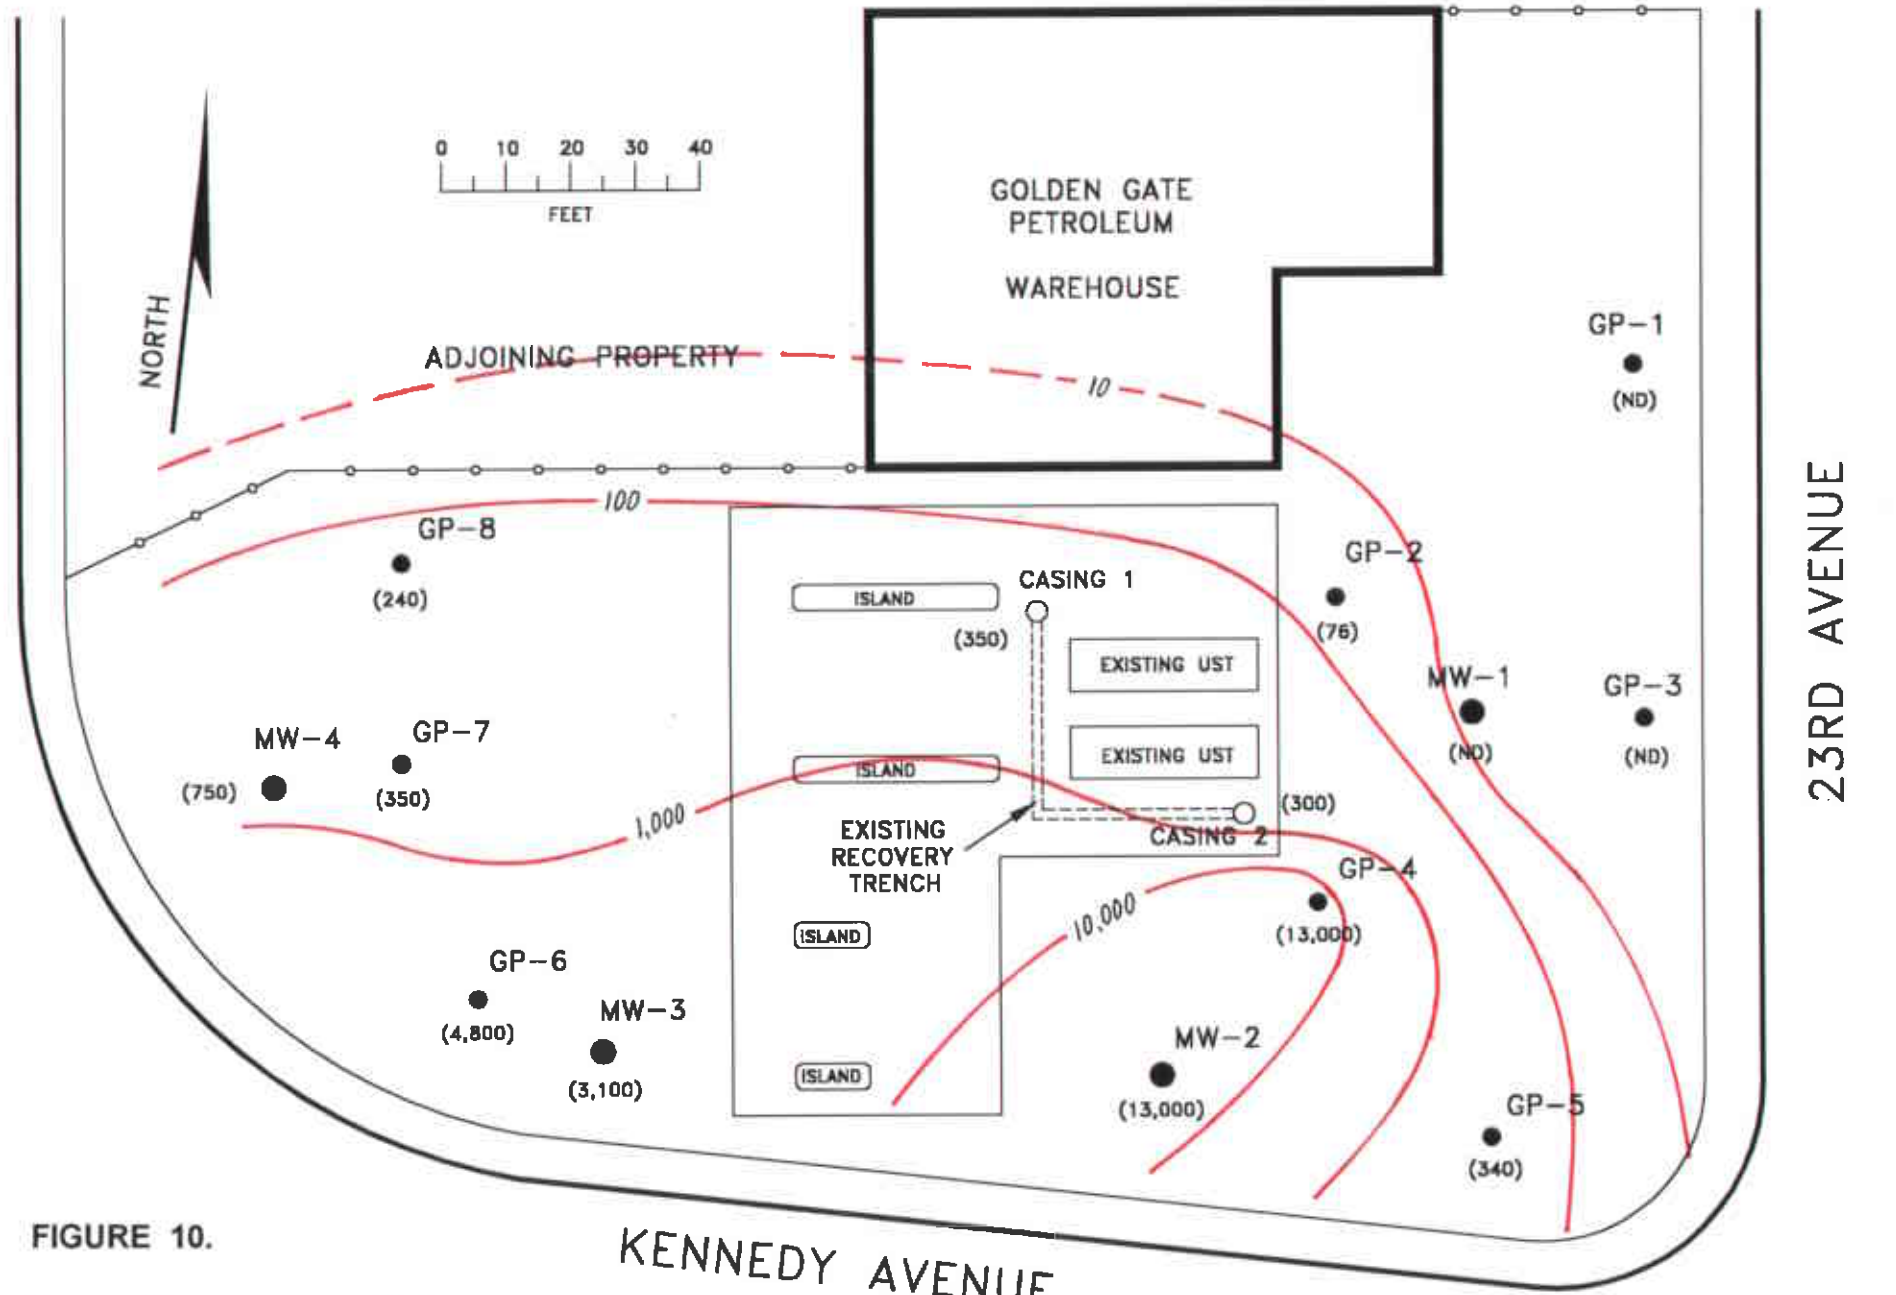 0 10 20 30 40
FEET
NORTH
GOLDEN GATE
PETROLEUM
WAREHOUSE
ADJOINING PROPERTY
10
GP-1
(ND)
100
GP-8
(240)
GP-2
(76)
CASING 1
(350)
ISLAND
EXISTING UST
MW-1
(ND)
GP-3
(ND)
23RD AVENUE
MW-4
(750)
GP-7
(350)
ISLAND
EXISTING UST
1,000
(300)
CASING 2
EXISTING
RECOVERY
TRENCH
GP-4
(13,000)
10,000
ISLAND
GP-6
(4,800)
MW-3
(3,100)
MW-2
(13,000)
ISLAND
GP-5
(340)
FIGURE 10.
KENNEDY AVENUE